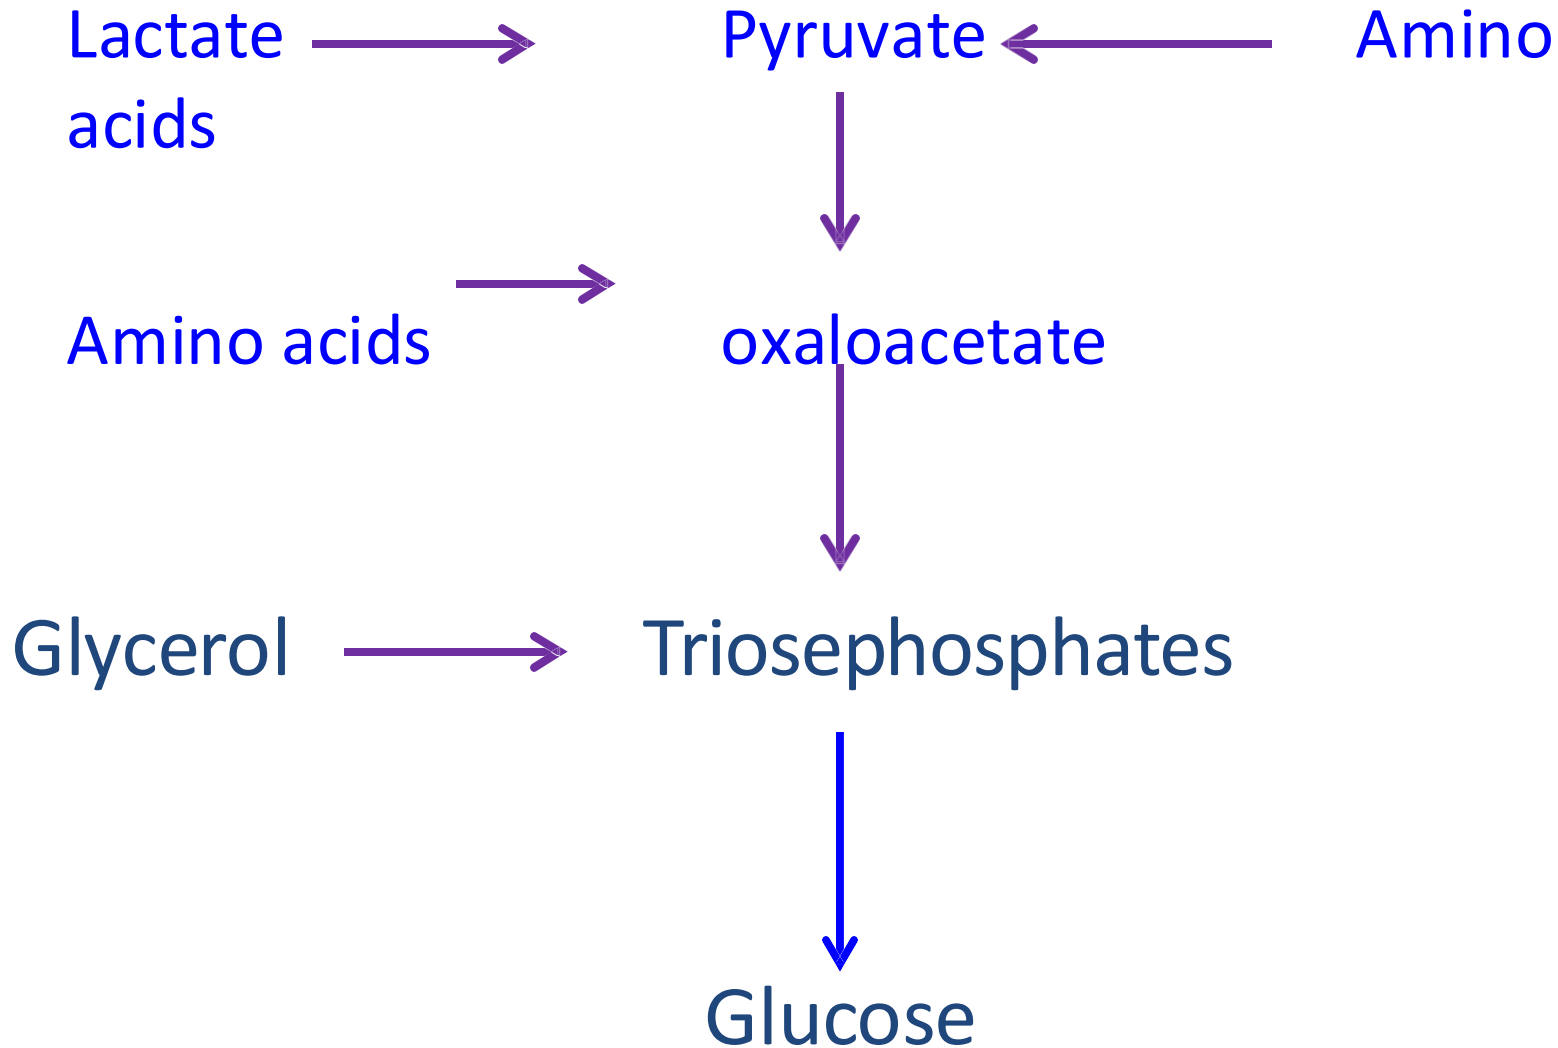 Lactate Pyruvate Amino
acids
Amino acids oxaloacetate
Glycerol Triosephosphates
Glucose